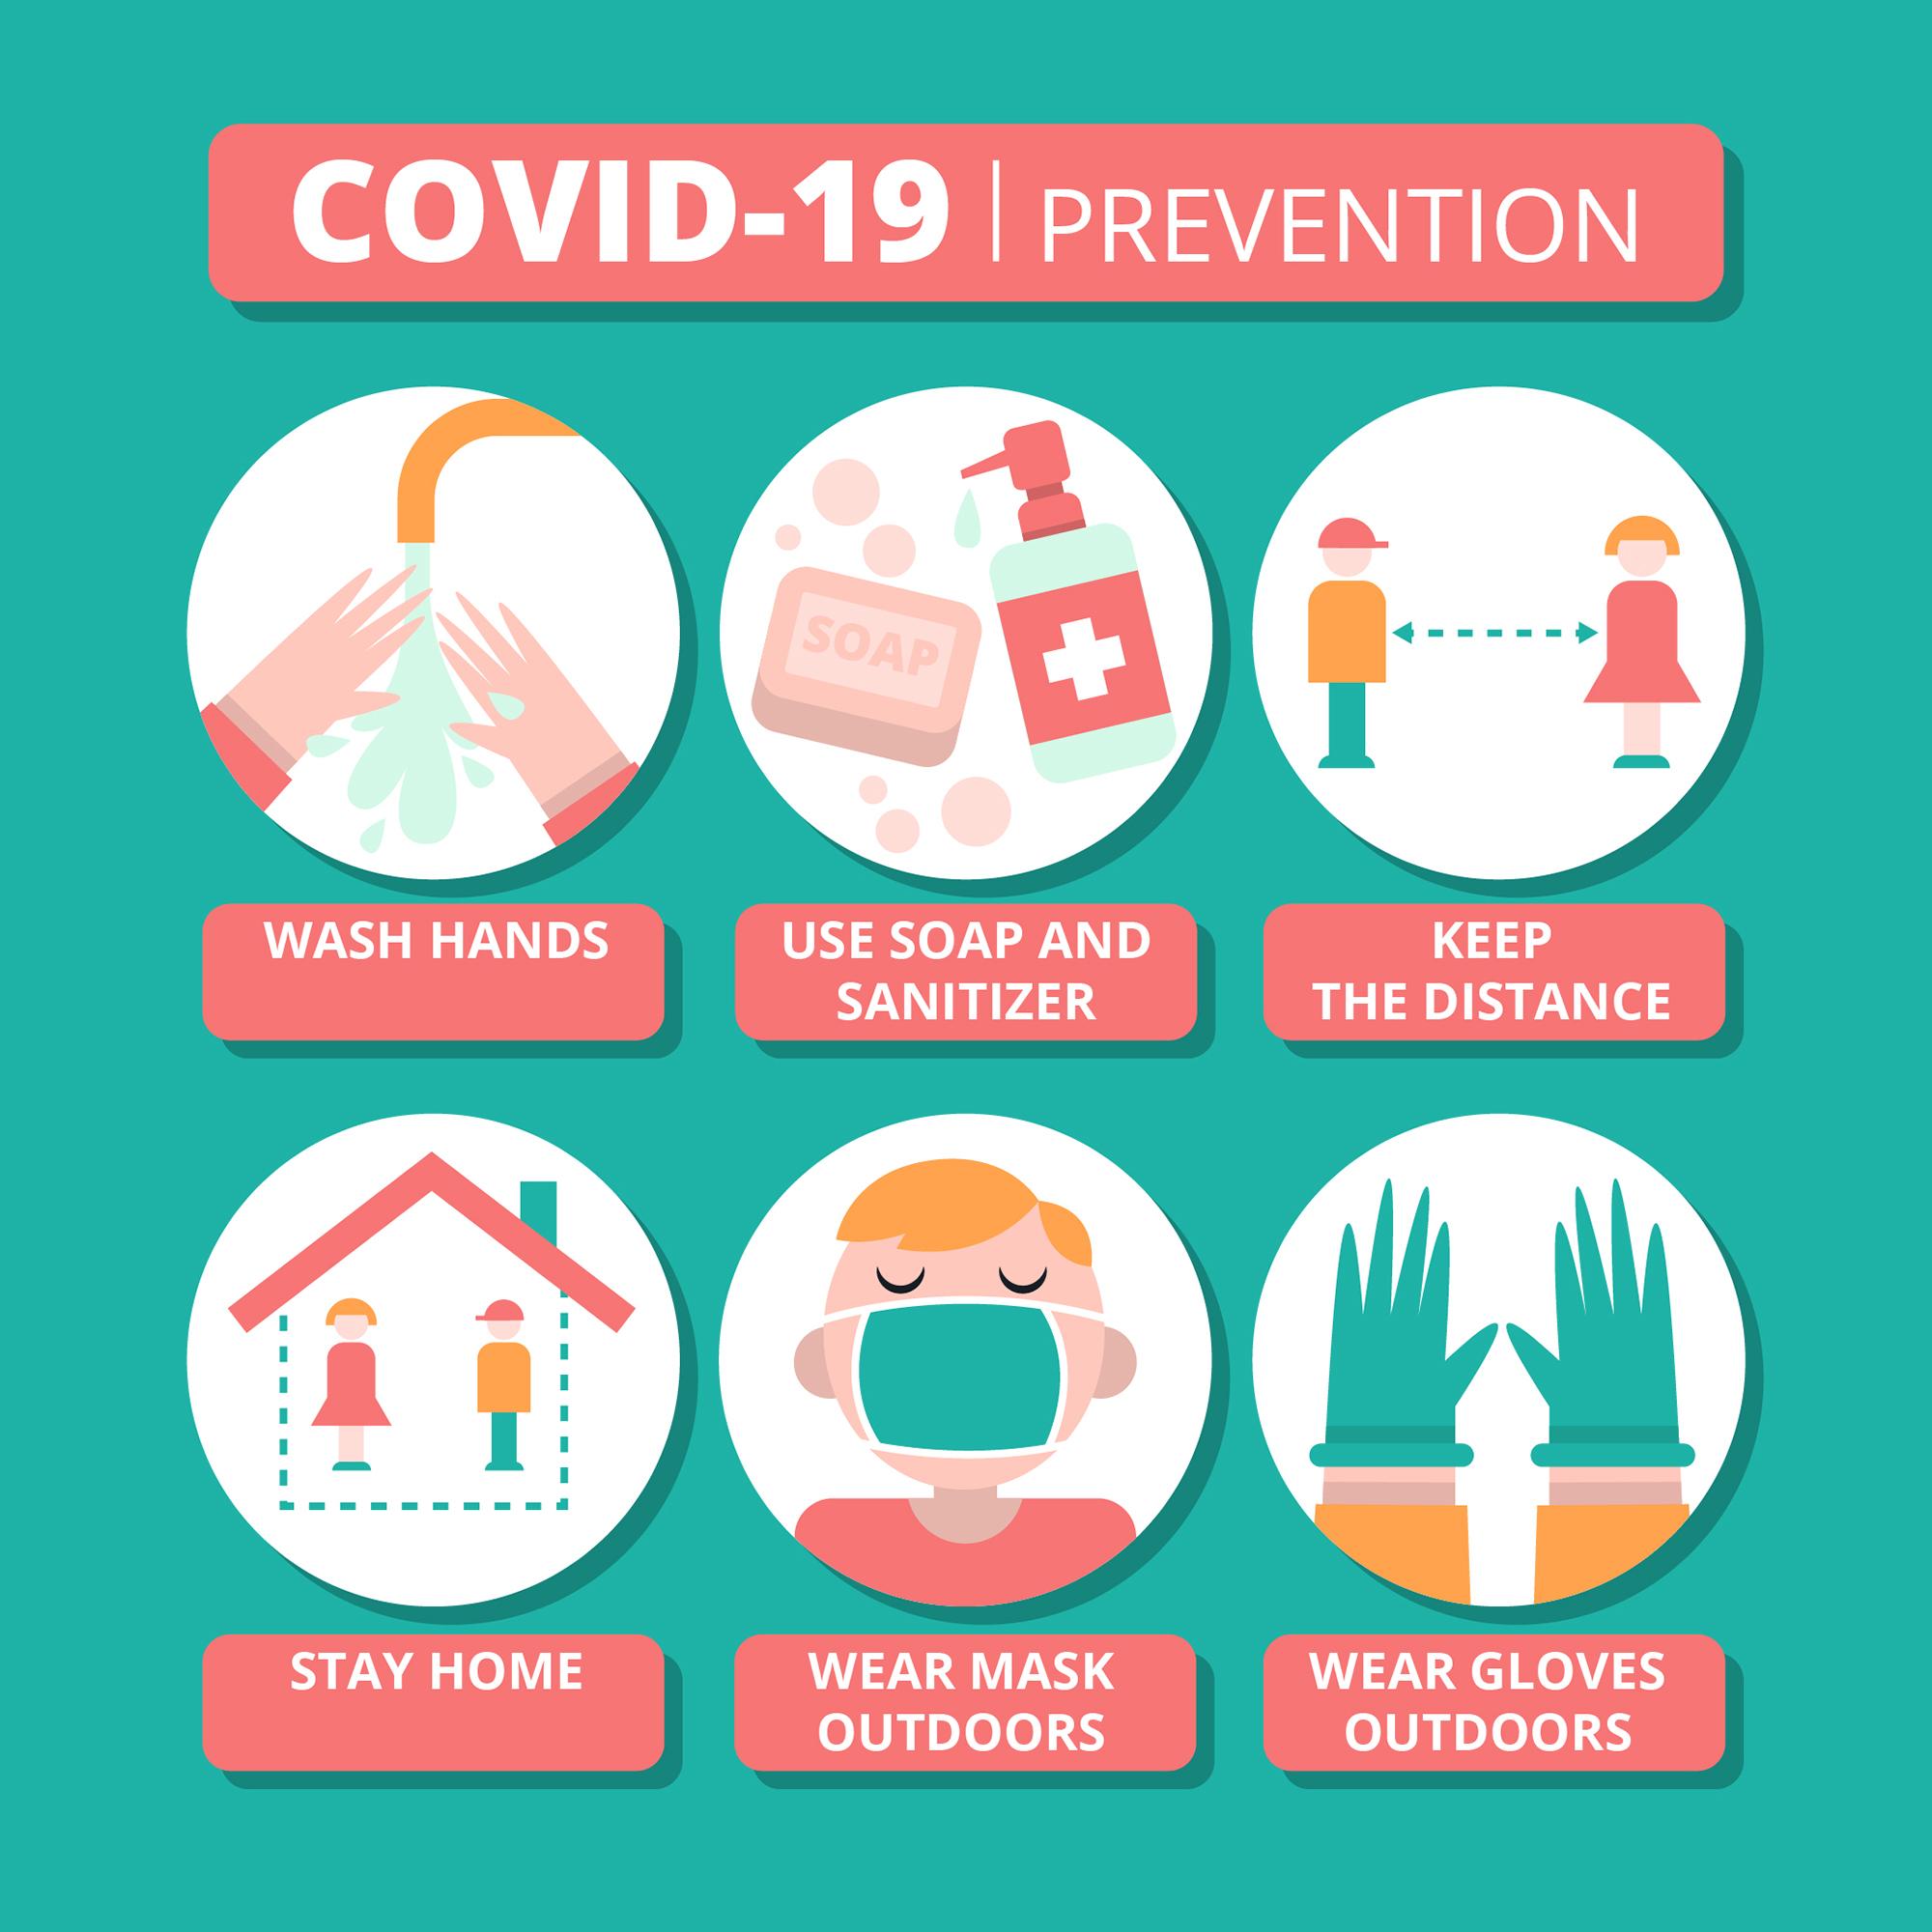 COVID-19 | PREVENTION
SOAP
WASH HANDS
USE SOAP AND
SANITIZER
KEEP
THE DISTANCE
STAY HOME
WEAR MASK
OUTDOORS
WEAR GLOVES
OUTDOORS